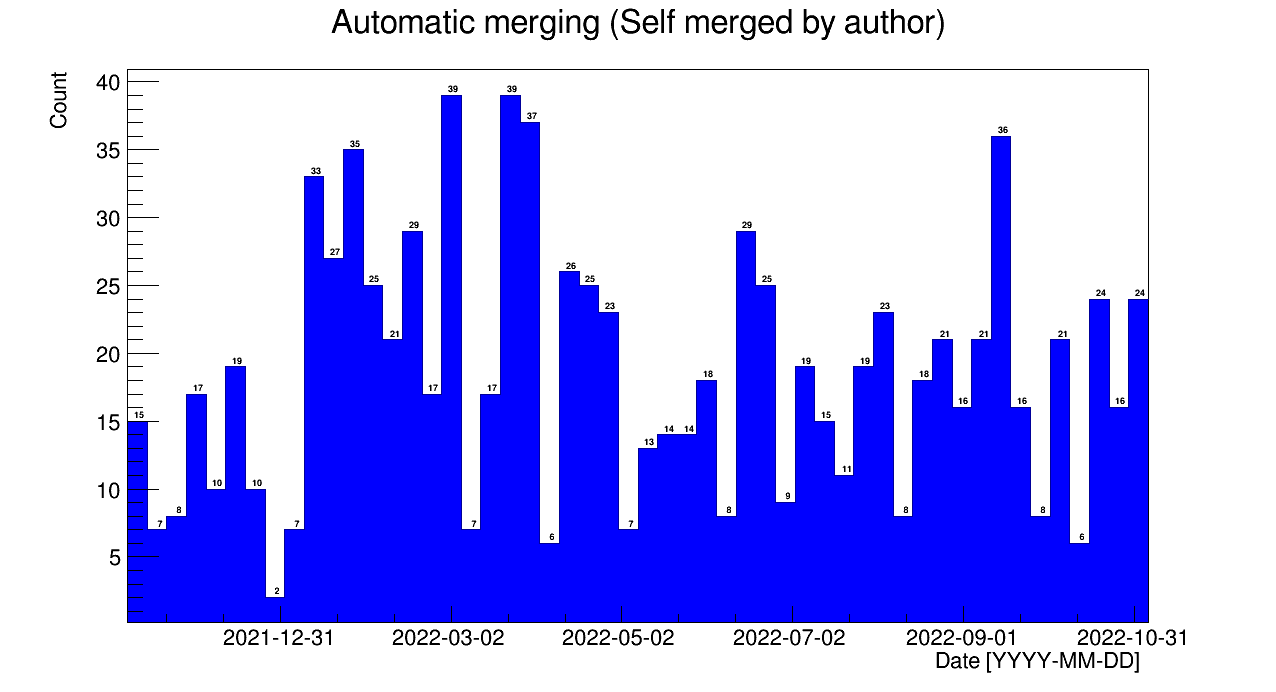 Automatic merging (Self merged by author)
Count
40
35
30
25
20
15
10
5
15 7 8 17 10 19 10 2 7 33 27 35 25 21 29 17 39 7 17 39 37 6 26 25 23 7 13 14 14 18 8 29 25 9 19 15 11 19 23 8 18 21 16 21 36 16 8 21 6 24 16 24
2021-12-31 2022-03-02 2022-05-02 2022-07-02 2022-09-01 2022-10-31
Date [YYYY-MM-DD]